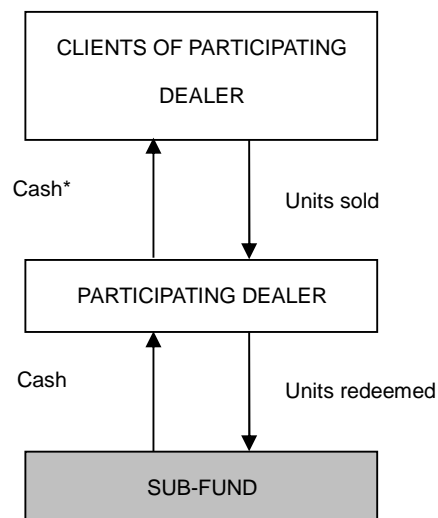 CLIENTS OF PARTICIPATING
DEALER
Cash*
Units sold
PARTICIPATING DEALER
Cash
Units redeemed
SUB-FUND